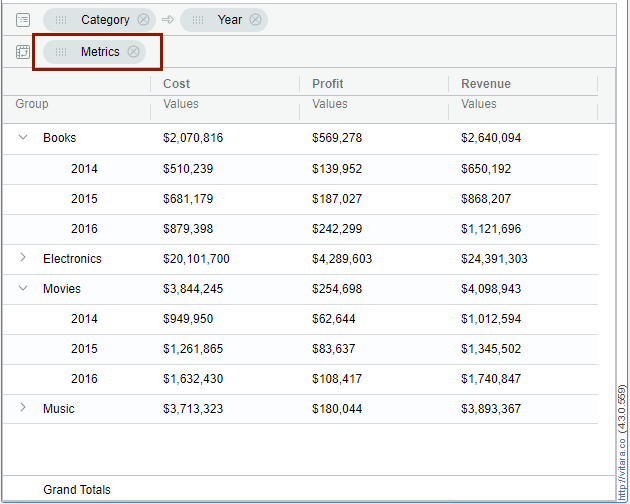 Category Year
Metrics
Cost Profit Revenue
Group Values Values Values
Books $2,070,816 $569,278 $2,640,094
2014 $510,239 $139,952 $650,192
2015 $681,179 $187,027 $868,207
2016 $879,398 $242,299 $1,121,696
Electronics $20,101,700 $4,289,603 $24,391,303
Movies $3,844,245 $254,698 $4,098,943
2014 $949,950 $62,644 $1,012,594
2015 $1,261,865 $83,637 $1,345,502
2016 $1,632,430 $108,417 $1,740,847
Music $3,713,323 $180,044 $3,893,367
Grand Totals
http://vitara.co (4.3.0.559)